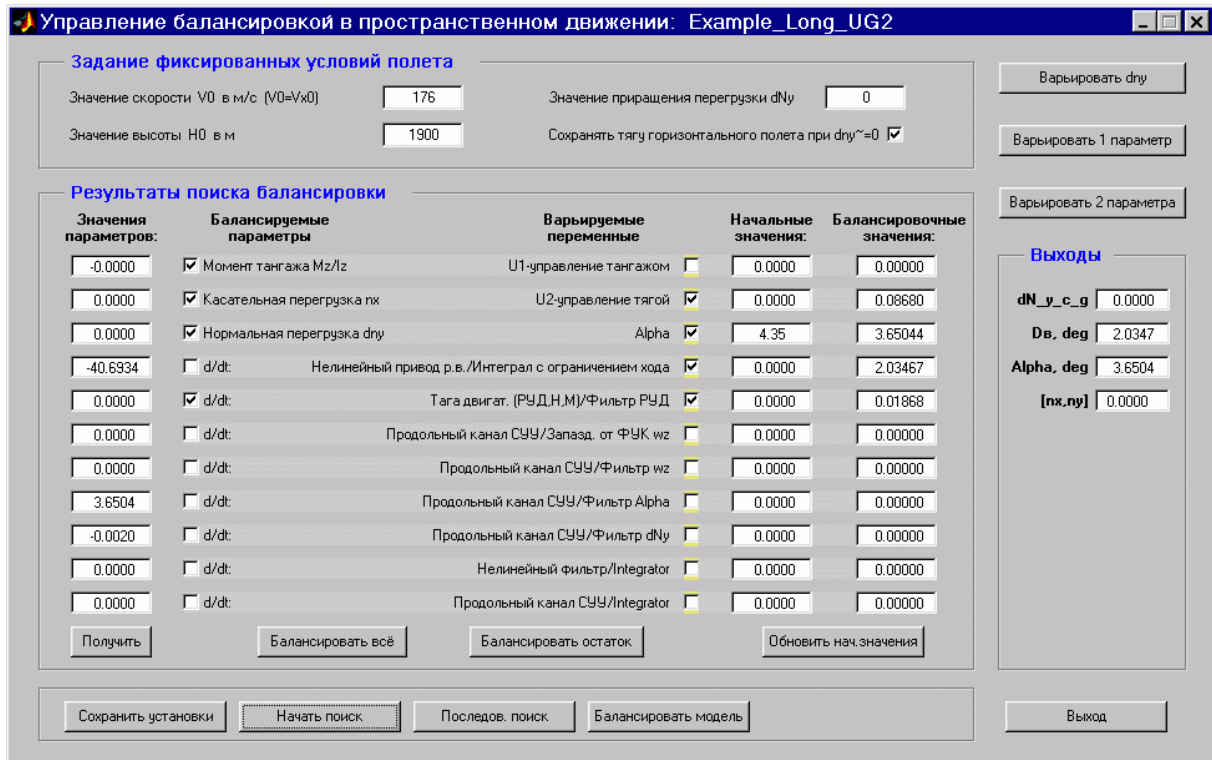 Управление балансировкой в пространственном движении: Example_Long_UG2
Задание фиксированных условий полета
Значение скорости V0 в м/с (V0=Vx0) 176 Значение приращения перегрузки dNy 0
Значение высоты H0 в м 1900 Сохранять тягу горизонтального полета при dny~=0
Варьировать dny
Варьировать 1 параметр
Варьировать 2 параметра
Результаты поиска балансировки
Значения параметров: Балансируемые параметры Варьируемые переменные Начальные значения: Балансировочные значения:
-0.0000 Момент тангажа Mz/Iz U1-управление тангажом 0.0000 0.00000
0.0000 Касательная перегрузка nx U2-управление тягой 0.0000 0.08680
0.0000 Нормальная перегрузка dny Alpha 4.35 3.65044
-40.6934 d/dt: Нелинейный привод р.в./Интеграл с ограничением хода 0.0000 2.03467
0.0000 d/dt: Тага двигат. (РУД,Н,М)/Фильтр РУД 0.0000 0.01868
0.0000 d/dt: Продольный канал СУУ/Запазд. от ФУК wz 0.0000 0.00000
0.0000 d/dt: Продольный канал СУУ/Фильтр wz 0.0000 0.00000
3.6504 d/dt: Продольный канал СУУ/Фильтр Alpha 0.0000 0.00000
-0.0020 d/dt: Продольный канал СУУ/Фильтр dNy 0.0000 0.00000
0.0000 d/dt: Нелинейный фильтр/Integrator 0.0000 0.00000
0.0000 d/dt: Продольный канал СУУ/Integrator 0.0000 0.00000
Получить Балансировать всё Балансировать остаток Обновить нач.значения
Выходы
dN_y_c_g 0.0000
Dв, deg 2.0347
Alpha, deg 3.6504
[nx,ny] 0.0000
Сохранить установки Начать поиск Последов. поиск Балансировать модель Выход